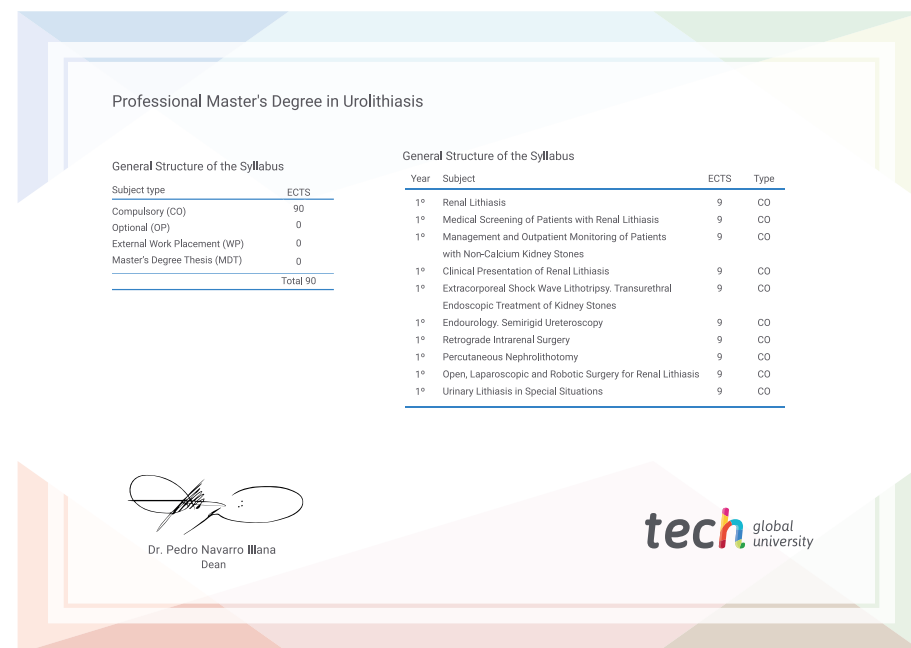 Professional Master's Degree in Urolithiasis
General Structure of the Syllabus
Subject type ECTS
Compulsory (CO) 90
Optional (OP) 0
External Work Placement (WP) 0
Master's Degree Thesis (MDT) 0
Total 90
General Structure of the Syllabus
Year Subject ECTS Type
1º Renal Lithiasis 9 CO
1º Medical Screening of Patients with Renal Lithiasis 9 CO
1º Management and Outpatient Monitoring of Patients 9 CO
with Non-Calcium Kidney Stones
1º Clinical Presentation of Renal Lithiasis 9 CO
1º Extracorporeal Shock Wave Lithotripsy. Transurethral 9 CO
Endoscopic Treatment of Kidney Stones
1º Endourology. Semirigid Ureteroscopy 9 CO
1º Retrograde Intrarenal Surgery 9 CO
1º Percutaneous Nephrolithotomy 9 CO
1º Open, Laparoscopic and Robotic Surgery for Renal Lithiasis 9 CO
1º Urinary Lithiasis in Special Situations 9 CO
Dr. Pedro Navarro Illana
Dean
tech global
university